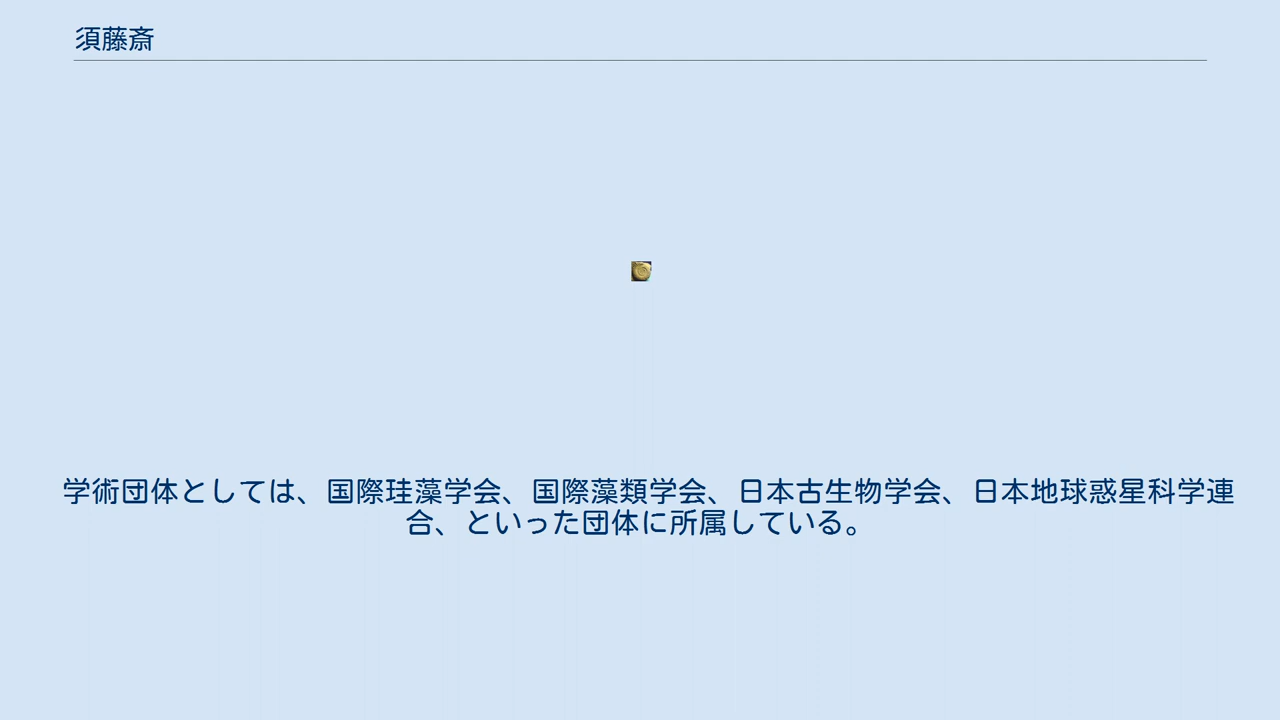 須藤斎
学術団体としては、国際珪藻学会、国際藻類学会、日本古生物学会、日本地球惑星科学連
合、といった団体に所属している。